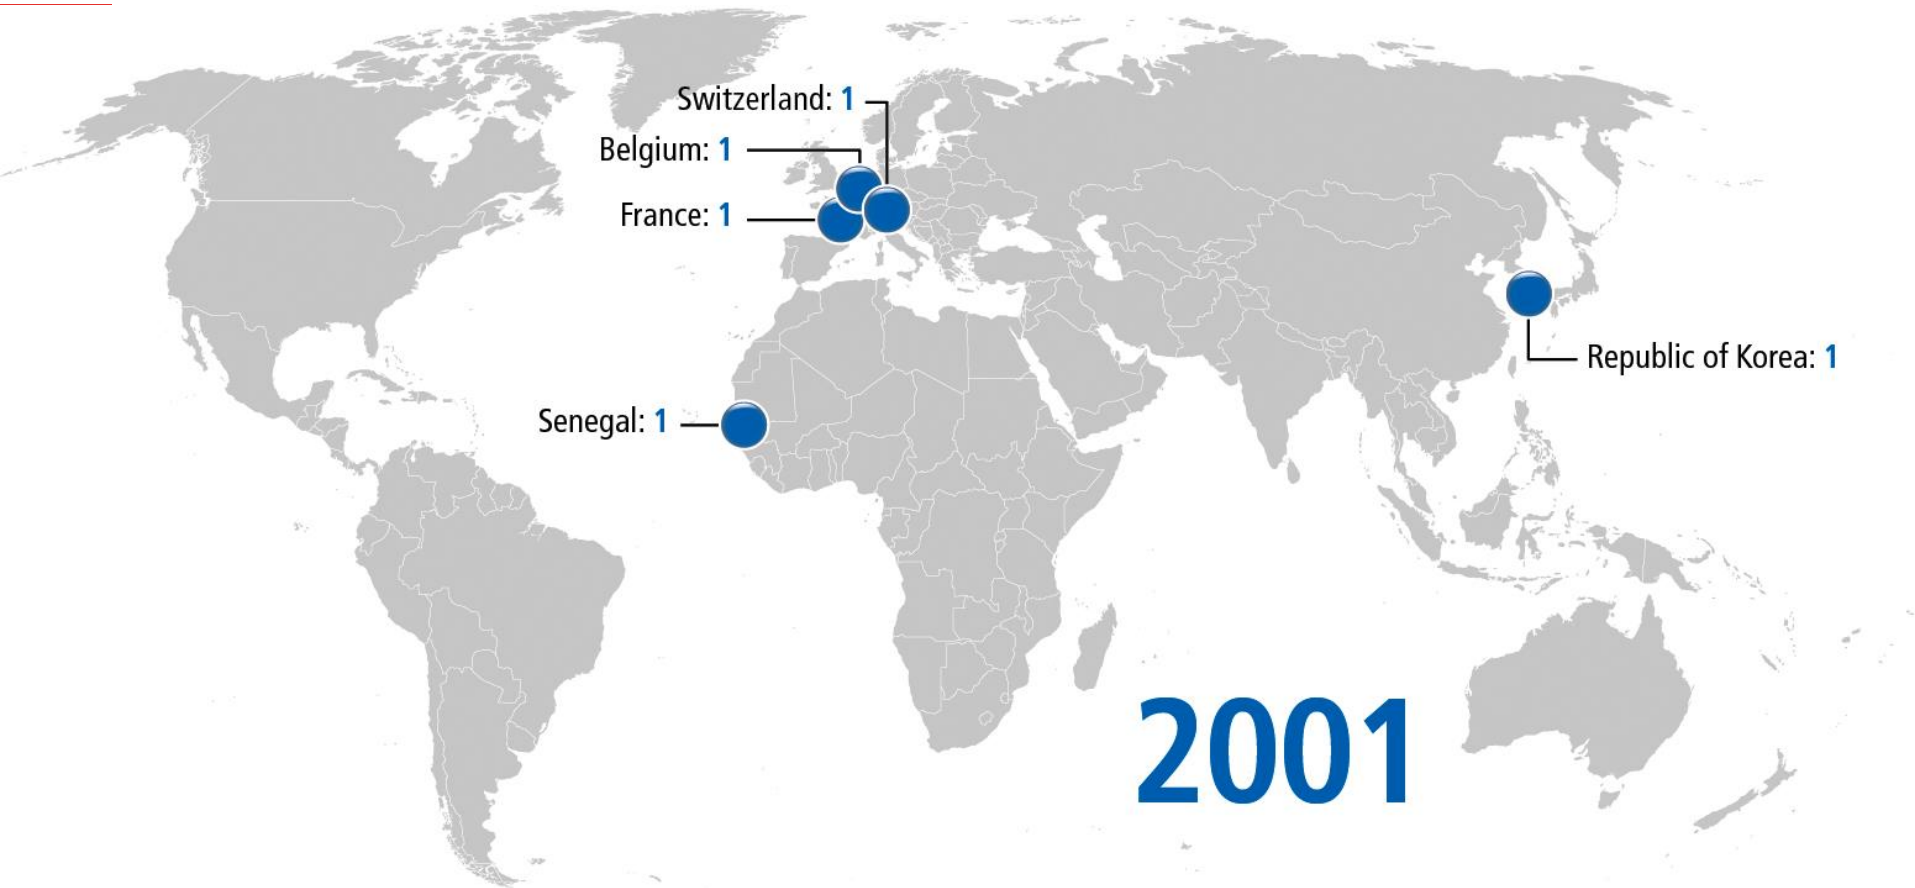 Switzerland: 1
Belgium: 1
France: 1
Republic of Korea: 1
Senegal: 1
2001